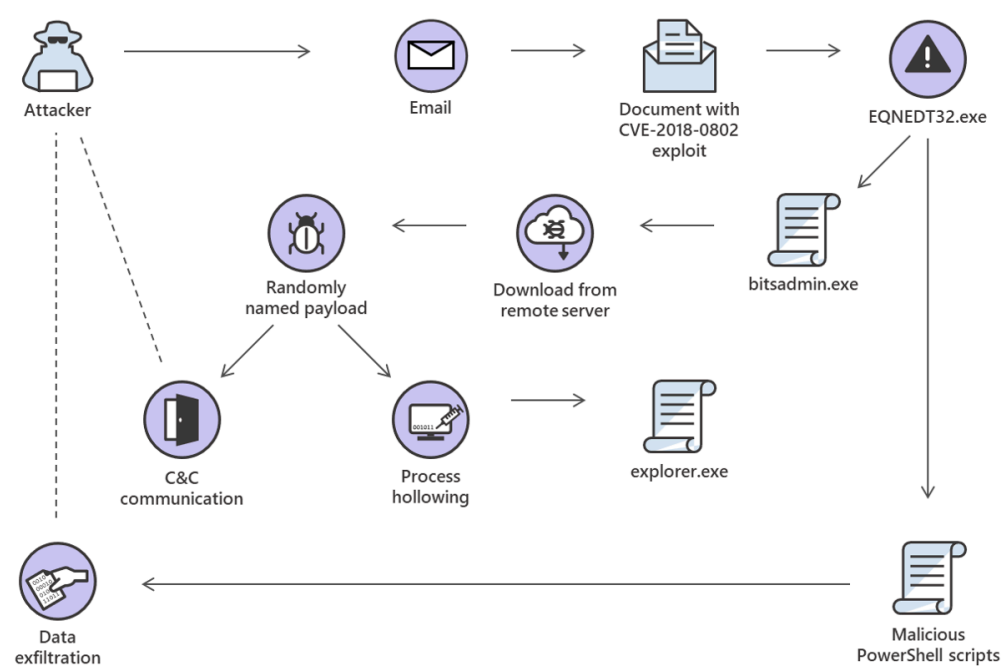 Attacker
Email
Document with
CVE-2018-0802
exploit
EQNEDT32.exe
Randomly
named payload
Download from
remote server
bitsadmin.exe
001011
C&C
communication
Process
hollowing
explorer.exe
Data
exfiltration
Malicious
PowerShell scripts